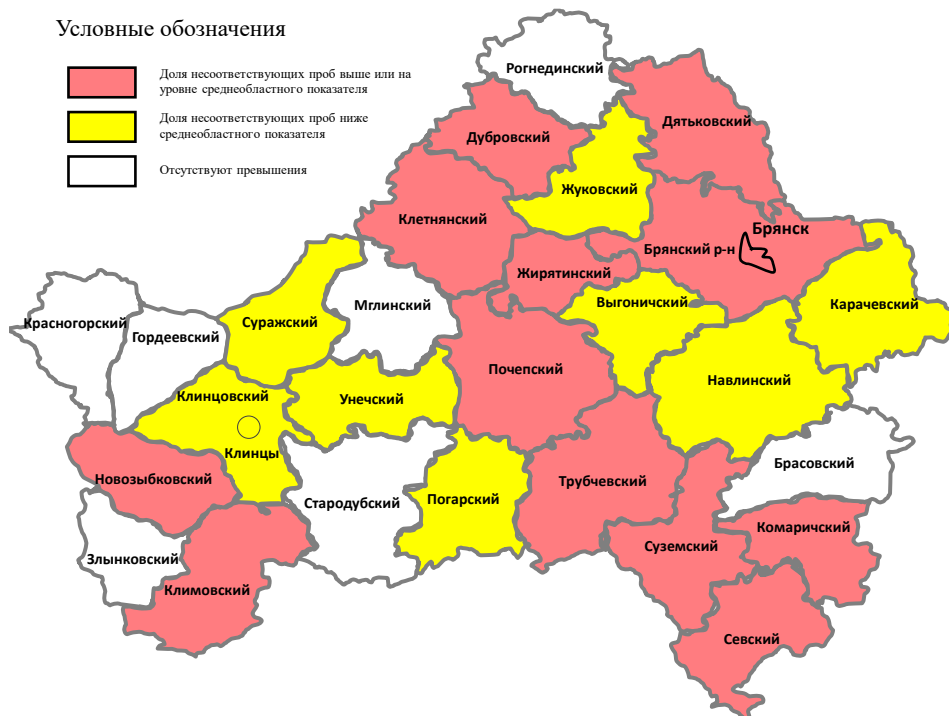 Условные обозначения
Доля несоответствующих проб выше или на
уровне среднеобластного показателя
Доля несоответствующих проб ниже
среднеобластного показателя
Отсутствуют превышения
Рогнединский
Дятьковский
Дубровский
Жуковский
Клетнянский
Брянск
Брянский р-н
Жирятинский
Выгоничский
Карачевский
Мглинский
Суражский
Красногорский
Гордеевский
Почепский
Навлинский
Клинцовский
Унечский
Клинцы
Брасовский
Новозыбковский
Стародубский
Погарский
Трубчевский
Комаричский
Суземский
Злынковский
Климовский
Севский